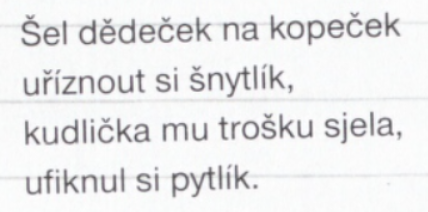 Šel dědeček na kopeček
uříznout si šnytlík,
kudlička mu trošku sjela,
ufiknul si pytlík.